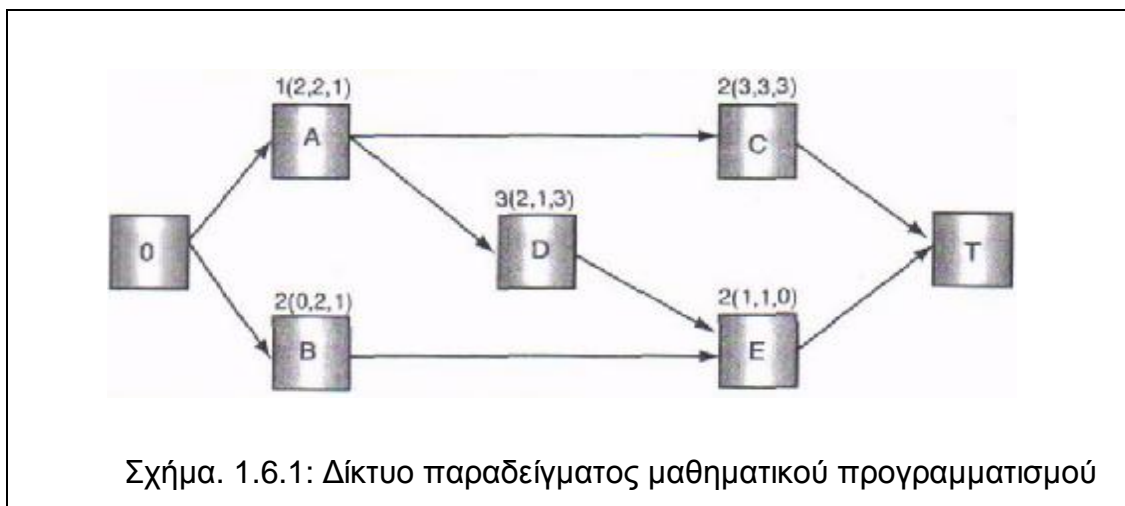 1(2,2,1)
2(3,3,3)
A
C
3(2,1,3)
0
D
T
2(0,2,1)
2(1,1,0)
B
E
Σχήμα. 1.6.1: Δίκτυο παραδείγματος μαθηματικού προγραμματισμού